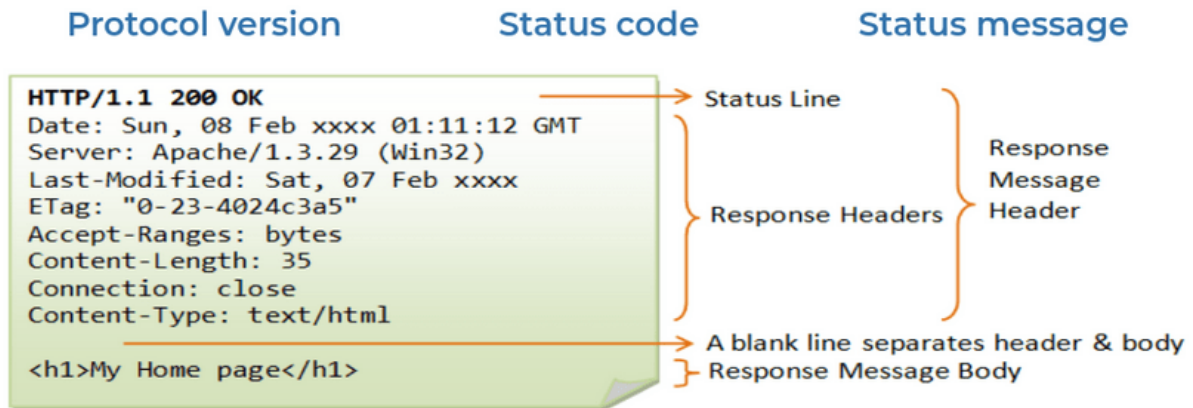 Protocol version Status code Status message
HTTP/1.1 200 OK
Date: Sun, 08 Feb xxxx 01:11:12 GMT
Server: Apache/1.3.29 (Win32)
Last-Modified: Sat, 07 Feb xxxx
ETag: "0-23-4024c3a5"
Accept-Ranges: bytes
Content-Length: 35
Connection: close
Content-Type: text/html
<h1>My Home page</h1>
Status Line
Response Headers
Response
Message
Header
A blank line separates header & body
Response Message Body